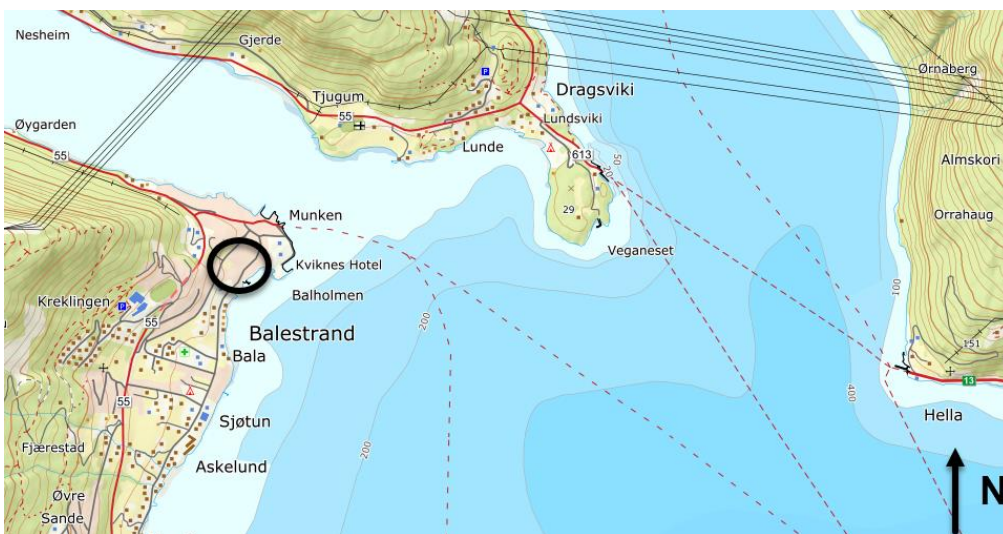 Nesheim
Gjerde
Ørnaberg
P
Dragsviki
Tjugum
55
Lundsviki
Øygarden
Lunde
613
50
20
55
Almskori
29
Orrahaug
Munken
Veganeset
Kviknes Hotel
100
Kreklingen
P
Balholmen
200
55
Balestrand
151
Bala
400
13
Hella
Sjøtun
55
200
Fjærestad
Askelund
N
Øvre
Sande